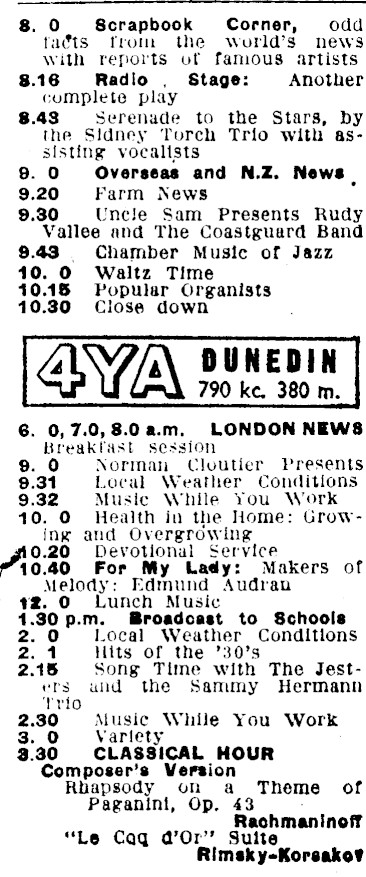 8. 0 Scrapbook Corner, odd
facts from the world's news
with reports of famous artists
8.16 Radio Stage: Another
complete play
8.43 Serenade to the Stars, by
the Sidney Torch Trio with as-
sisting vocalists
9. 0 Overseas and N.Z. News
9.20 Farm News
9.30 Uncle Sam Presents Rudy
Vallee and The Coastguard Band
9.43 Chamber Music of Jazz
10. 0 Waltz Time
10.15 Popular Organists
10.30 Close down
4YA DUNEDIN
790 kc. 380 m.
6. 0, 7.0, 8.0 a.m. LONDON NEWS
Breakfast session
9. 0 Norman Cloutier Presents
9.31 Local Weather Conditions
9.32 Music While You Work
10. 0 Health in the Home: Grow-
ing and Overgrowing
10.20 Devotional Service
10.40 For My Lady: Makers of
Melody: Edmund Audran
12. 0 Lunch Music
1.30 p.m. Broadcast to Schools
2. 0 Local Weather Conditions
2. 1 Hits of the '30's
2.15 Song Time with The Jest-
ers and the Sammy Hermann
Trio
2.30 Music While You Work
3. 0 Variety
3.30 CLASSICAL HOUR
Composer's Version
Rhapsody on a Theme of
Paganini, Op. 43
Rachmaninoff
"Le Coq d'Or" Suite
Rimsky-Korsakov